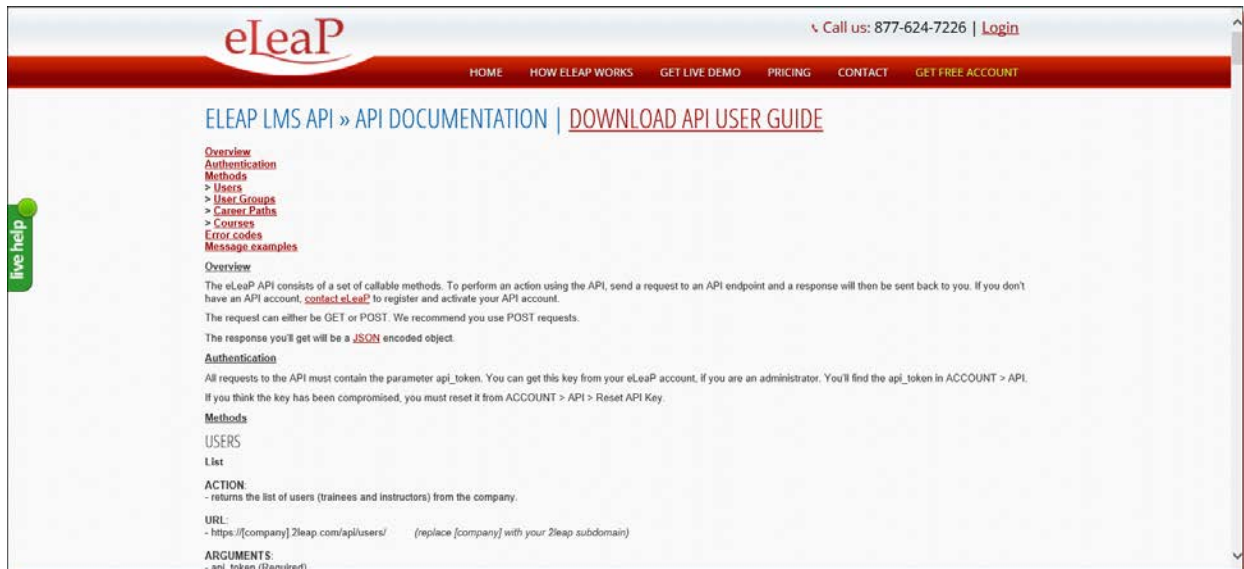 eLeaP
Call us: 877-624-7226 | Login
HOME HOW ELEAP WORKS GET LIVE DEMO PRICING CONTACT GET FREE ACCOUNT
ELEAP LMS API » API DOCUMENTATION | DOWNLOAD API USER GUIDE
Overview
Authentication
Methods
> Users
> User Groups
> Career Paths
> Courses
Error codes
Message examples
live help
Overview
The eLeaP API consists of a set of callable methods. To perform an action using the API, send a request to an API endpoint and a response will then be sent back to you. If you don't
have an API account, contact eLeaP to register and activate your API account.
The request can either be GET or POST. We recommend you use POST requests.
The response you'll get will be a JSON encoded object.
Authentication
All requests to the API must contain the parameter api_token. You can get this key from your eLeaP account, if you are an administrator. You'll find the api_token in ACCOUNT > API.
If you think the key has been compromised, you must reset it from ACCOUNT > API > Reset API Key.
Methods
USERS
List
ACTION:
- returns the list of users (trainees and instructors) from the company.
URL:
- https://[company].2leap.com/api/users/ (replace [company] with your 2leap subdomain)
ARGUMENTS:
- api_token (Required)